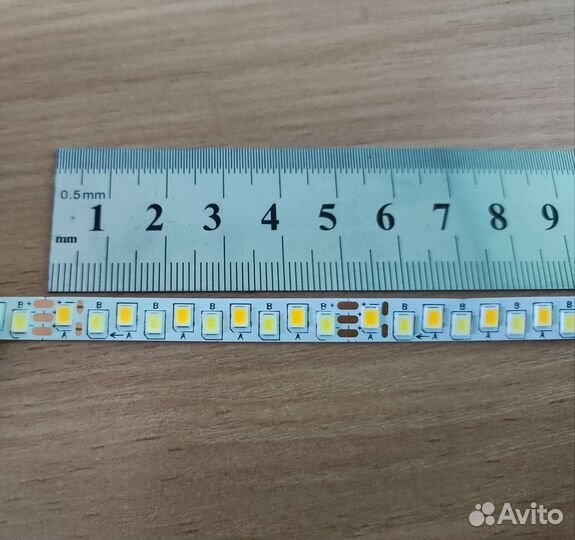 0.5mm
1 2 3 4 5 6 7 8 9
mm
B + - B B B B B + - B B B
A A A A A A A A
Avito